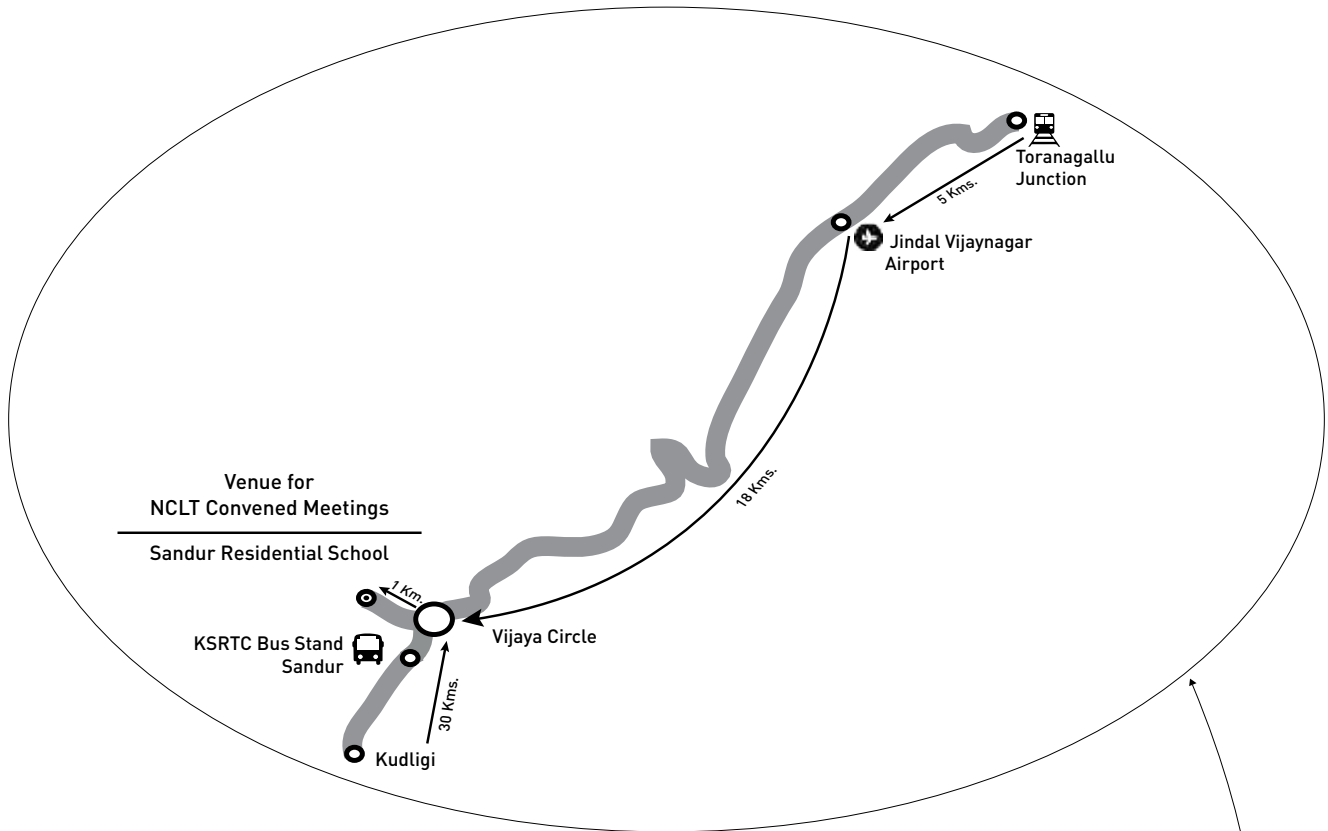 Toranagallu
Junction
5 Kms.
Jindal Vijaynagar
Airport
18 Kms.
Venue for
NCLT Convened Meetings
Sandur Residential School
1 Km.
KSRTC Bus Stand
Sandur
Vijaya Circle
30 Kms.
Kudligi